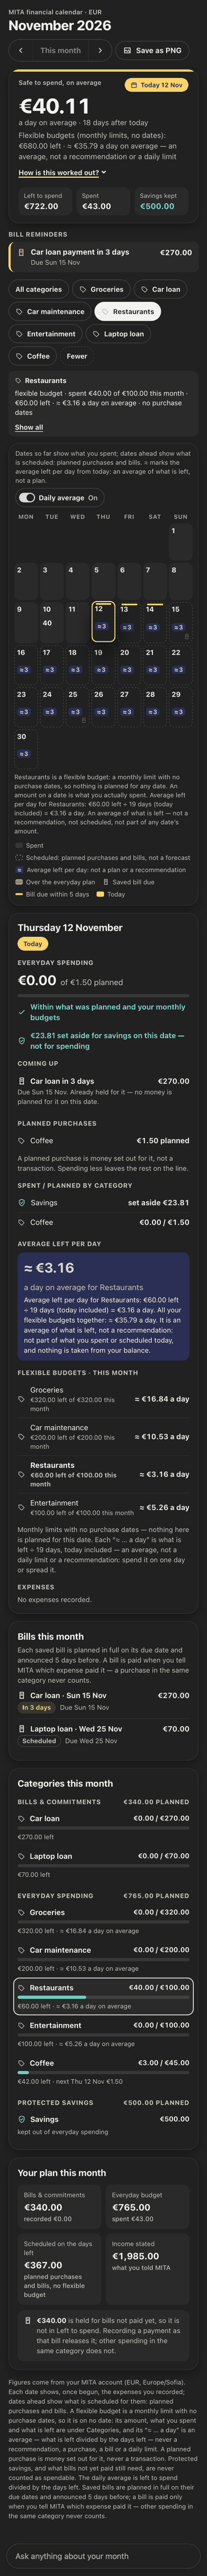 MITA financial calendar · EUR
November 2026
This month
Save as PNG
Safe to spend, on average
Today 12 Nov
€40.11
a day on average · 18 days after today
Flexible budgets (monthly limits, no dates):
€680.00 left · ≈ €35.79 a day on average — an
average, not a recommendation or a daily limit
How is this worked out?
Left to spend
€722.00
Spent
€43.00
Savings kept
€500.00
BILL REMINDERS
Car loan payment in 3 days
€270.00
Due Sun 15 Nov
All categories
Groceries
Car loan
Car maintenance
Restaurants
Entertainment
Laptop loan
Coffee
Fewer
Restaurants
flexible budget · spent €40.00 of €100.00 this month ·
€60.00 left · ≈ €3.16 a day on average · no purchase
dates
Show all
Dates so far show what you spent; dates ahead show what
is scheduled: planned purchases and bills. ≈ marks the
average left per day from today: an average of what is left,
not a plan.
Daily average On
MON TUE WED THU FRI SAT SUN
1
2 3 4 5 6 7 8
9 10 11 12 13 14 15
40 ≈3 ≈3 ≈3 ≈3
16 17 18 19 20 21 22
≈3 ≈3 ≈3 ≈3 ≈3 ≈3 ≈3
23 24 25 26 27 28 29
≈3 ≈3 ≈3 ≈3 ≈3 ≈3 ≈3
30
≈3
Restaurants is a flexible budget: a monthly limit with no
purchase dates, so nothing is planned for any date. An
amount on a date is what you actually spent. Average left
per day for Restaurants: €60.00 left ÷ 19 days (today
included) = €3.16 a day. An average of what is left — not a
recommendation, not scheduled, not part of any date's
amount.
Spent
Scheduled: planned purchases and bills, not a forecast
≈ Average left per day: not a plan or a recommendation
Over the everyday plan
Saved bill due
Bill due within 5 days
Today
Thursday 12 November
Today
EVERYDAY SPENDING
€0.00 of €1.50 planned
Within what was planned and your monthly
budgets
€23.81 set aside for savings on this date —
not for spending
COMING UP
Car loan in 3 days
€270.00
Due Sun 15 Nov. Already held for it — no money is
planned for it on this date.
PLANNED PURCHASES
Coffee
€1.50 planned
A planned purchase is money set out for it, not a
transaction. Spending less leaves the rest on the line.
SPENT / PLANNED BY CATEGORY
Savings
set aside €23.81
Coffee
€0.00 / €1.50
AVERAGE LEFT PER DAY
≈ €3.16
a day on average for Restaurants
Average left per day for Restaurants: €60.00 left
÷ 19 days (today included) = €3.16 a day. All your
flexible budgets together: ≈ €35.79 a day. It is an
average of what is left, not a recommendation:
not part of what you spent or scheduled today,
and nothing is taken from your balance.
FLEXIBLE BUDGETS · THIS MONTH
Groceries
€320.00 left of €320.00 this
month
≈ €16.84 a day
Car maintenance
€200.00 left of €200.00 this
month
≈ €10.53 a day
Restaurants
€60.00 left of €100.00 this
month
≈ €3.16 a day
Entertainment
€100.00 left of €100.00 this month
≈ €5.26 a day
Monthly limits with no purchase dates — nothing here
is planned for this date. Each "≈ ... a day" is what is
left ÷ 19 days, today included — an average, not a
daily limit or a recommendation: spend it on one day
or spread it.
EXPENSES
No expenses recorded.
Bills this month
Each saved bill is planned in full on its due date and
announced 5 days before. A bill is paid when you tell
MITA which expense paid it — a purchase in the same
category never counts.
Car loan · Sun 15 Nov
€270.00
In 3 days
Due Sun 15 Nov
Laptop loan · Wed 25 Nov
€70.00
Scheduled
Due Wed 25 Nov
Categories this month
BILLS & COMMITMENTS
€340.00 PLANNED
Car loan
€0.00 / €270.00
€270.00 left
Laptop loan
€0.00 / €70.00
€70.00 left
EVERYDAY SPENDING
€765.00 PLANNED
Groceries
€0.00 / €320.00
€320.00 left · ≈ €16.84 a day on average
Car maintenance
€0.00 / €200.00
€200.00 left · ≈ €10.53 a day on average
Restaurants
€40.00 / €100.00
€60.00 left · ≈ €3.16 a day on average
Entertainment
€0.00 / €100.00
€100.00 left · ≈ €5.26 a day on average
Coffee
€3.00 / €45.00
€42.00 left · next Thu 12 Nov €1.50
PROTECTED SAVINGS
€500.00 PLANNED
Savings
€500.00
kept out of everyday spending
Your plan this month
Bills & commitments
€340.00
recorded €0.00
Everyday budget
€765.00
spent €43.00
Scheduled on the days
left
€367.00
planned purchases
and bills, no flexible
budget
Income stated
€1,985.00
what you told MITA
€340.00 is held for bills not paid yet, so it is
not in Left to spend. Recording a payment as
that bill releases it; other spending in the
same category does not.
Figures come from your MITA account (EUR, Europe/Sofia).
Each date shows, once begun, the expenses you recorded;
dates ahead show what is scheduled for them: planned
purchases and bills. A flexible budget is a monthly limit with no
purchase dates, so it is on no date: its amount, what you spent
and what is left are under Categories, and its "≈ ... a day" is an
average — what is left divided by the days left — never a
recommendation, a purchase, a bill or a daily limit. A planned
purchase is money set out for it, never a transaction. Protected
savings, and what bills not yet paid still need, are never
counted as spendable. The daily average is left to spend
divided by the days left. Saved bills are planned in full on their
due dates and announced 5 days before; a bill is paid only
when you tell MITA which expense paid it — other spending in
the same category never counts.
Ask anything about your month